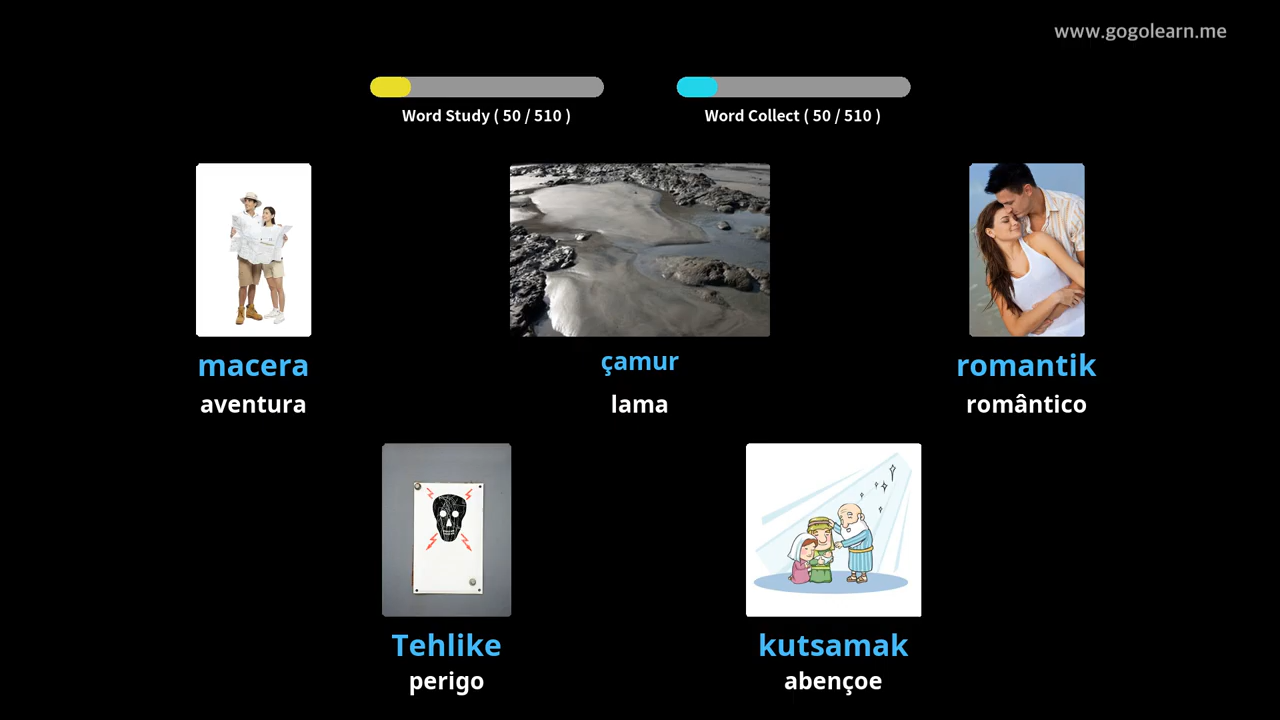 www.gogolearn.me
Word Study ( 50 / 510 )
Word Collect ( 50 / 510 )
macera
aventura
çamur
lama
romantik
romântico
Tehlike
perigo
kutsamak
abençoe